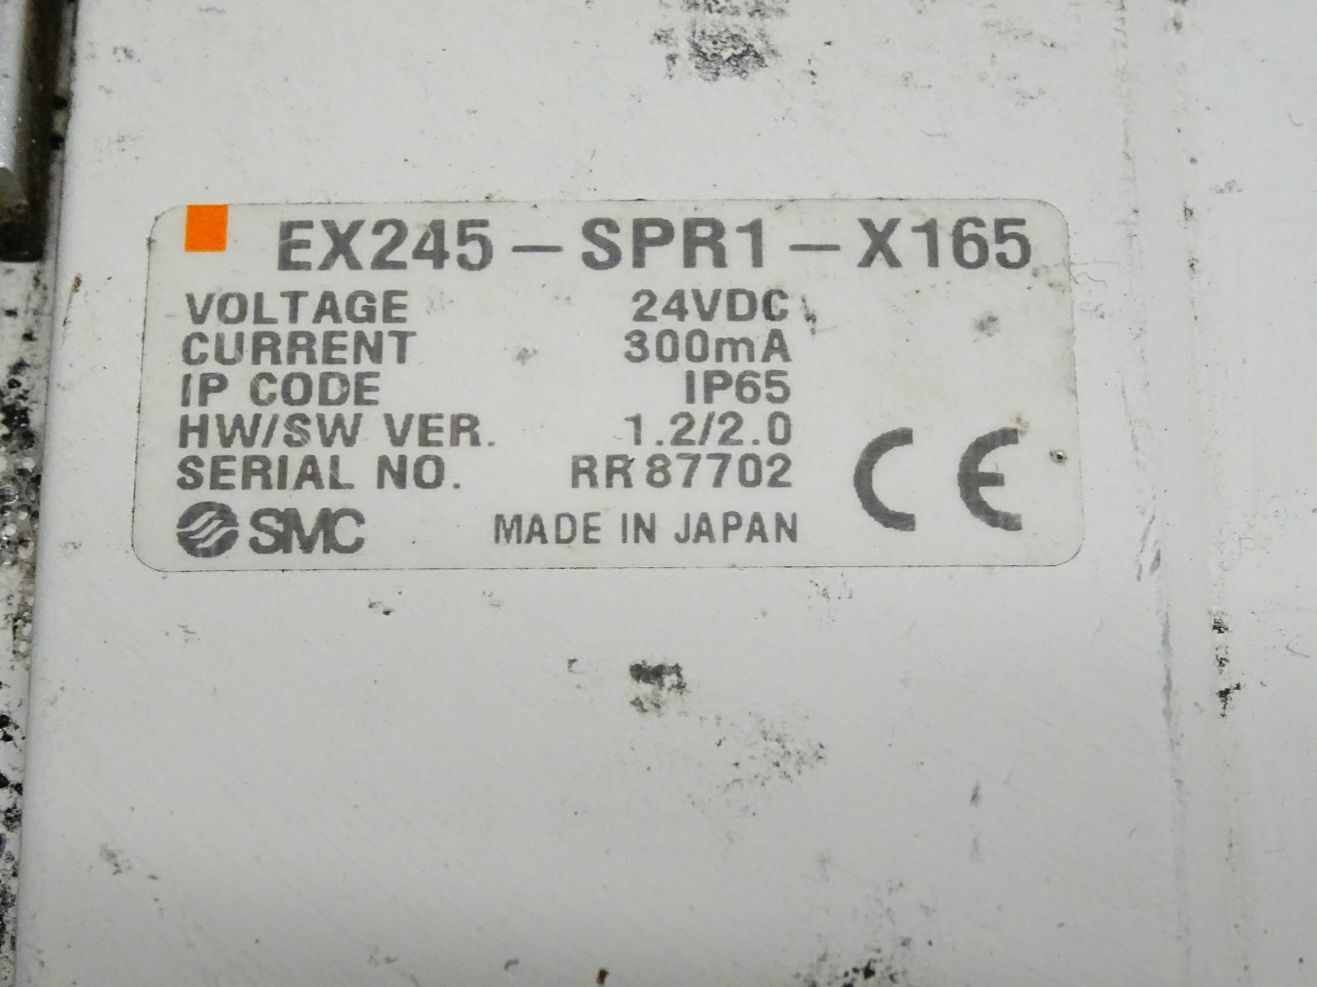 EX245-SPR1-X165
VOLTAGE 24VDC
CURRENT 300mA
IP CODE IP65
HW/SW VER. 1.2/2.0
SERIAL NO. RR87702
SMC MADE IN JAPAN CE